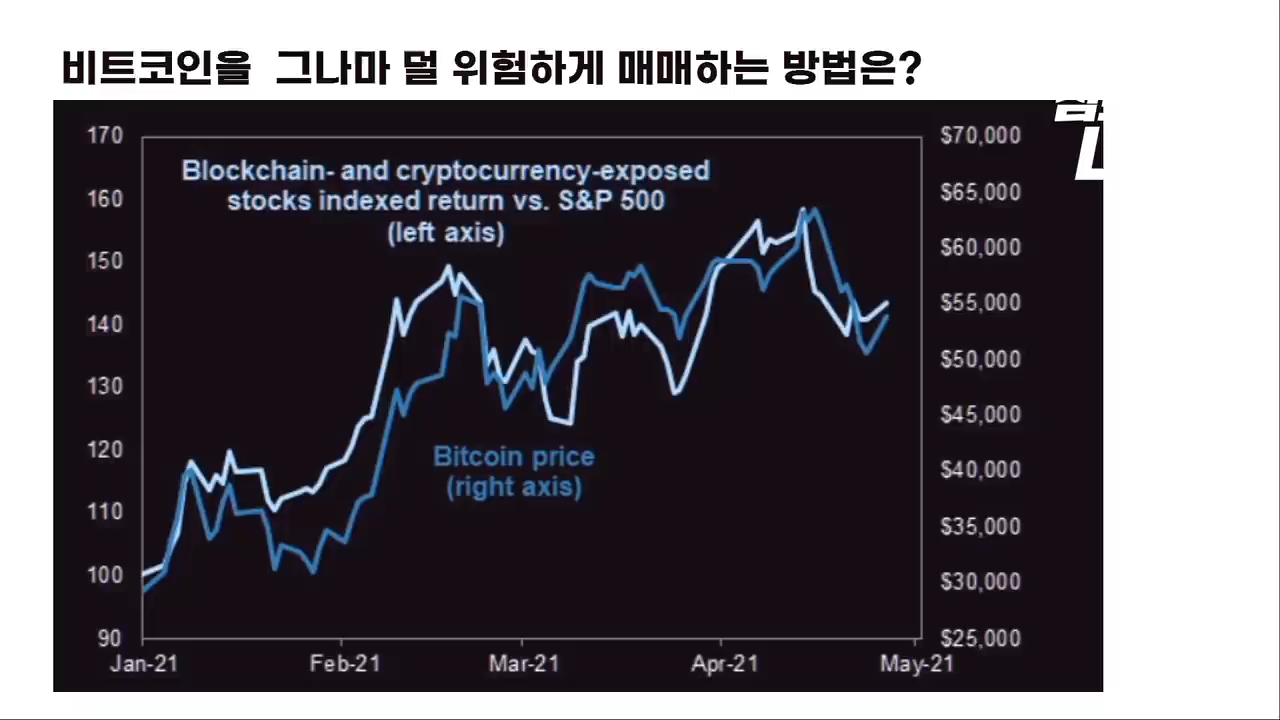 비트코인을 그나마 덜 위험하게 매매하는 방법은?
170
160
150
140
130
120
110
100
90
Blockchain- and cryptocurrency-exposed
stocks indexed return vs. S&P 500
(left axis)
Bitcoin price
(right axis)
$70,000
$65,000
$60,000
$55,000
$50,000
$45,000
$40,000
$35,000
$30,000
$25,000
Jan-21
Feb-21
Mar-21
Apr-21
May-21